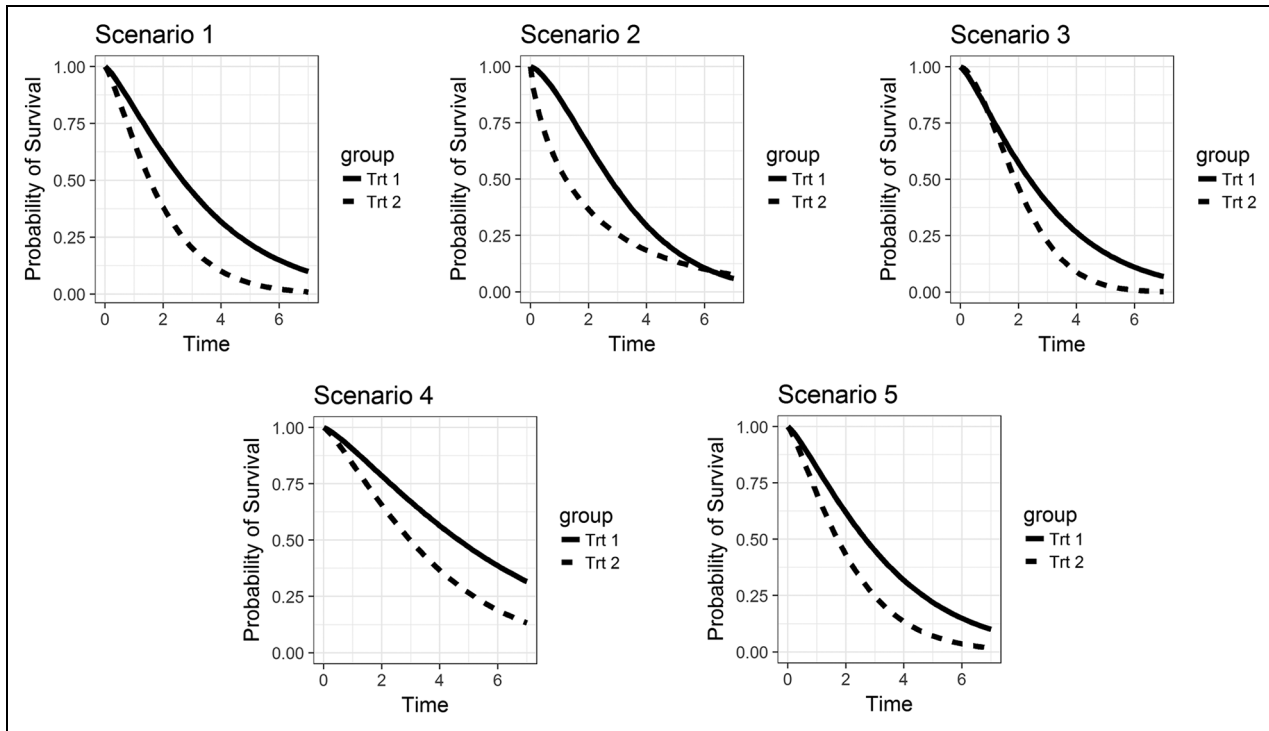 Scenario 1
Probability of Survival
1.00
0.75
0.50
0.25
0.00
0 2 4 6
Time
group
Trt 1
Trt 2
Scenario 2
Probability of Survival
1.00
0.75
0.50
0.25
0.00
0 2 4 6
Time
group
Trt 1
Trt 2
Scenario 3
Probability of Survival
1.00
0.75
0.50
0.25
0.00
0 2 4 6
Time
group
Trt 1
Trt 2
Scenario 4
Probability of Survival
1.00
0.75
0.50
0.25
0.00
0 2 4 6
Time
group
Trt 1
Trt 2
Scenario 5
Probability of Survival
1.00
0.75
0.50
0.25
0.00
0 2 4 6
Time
group
Trt 1
Trt 2